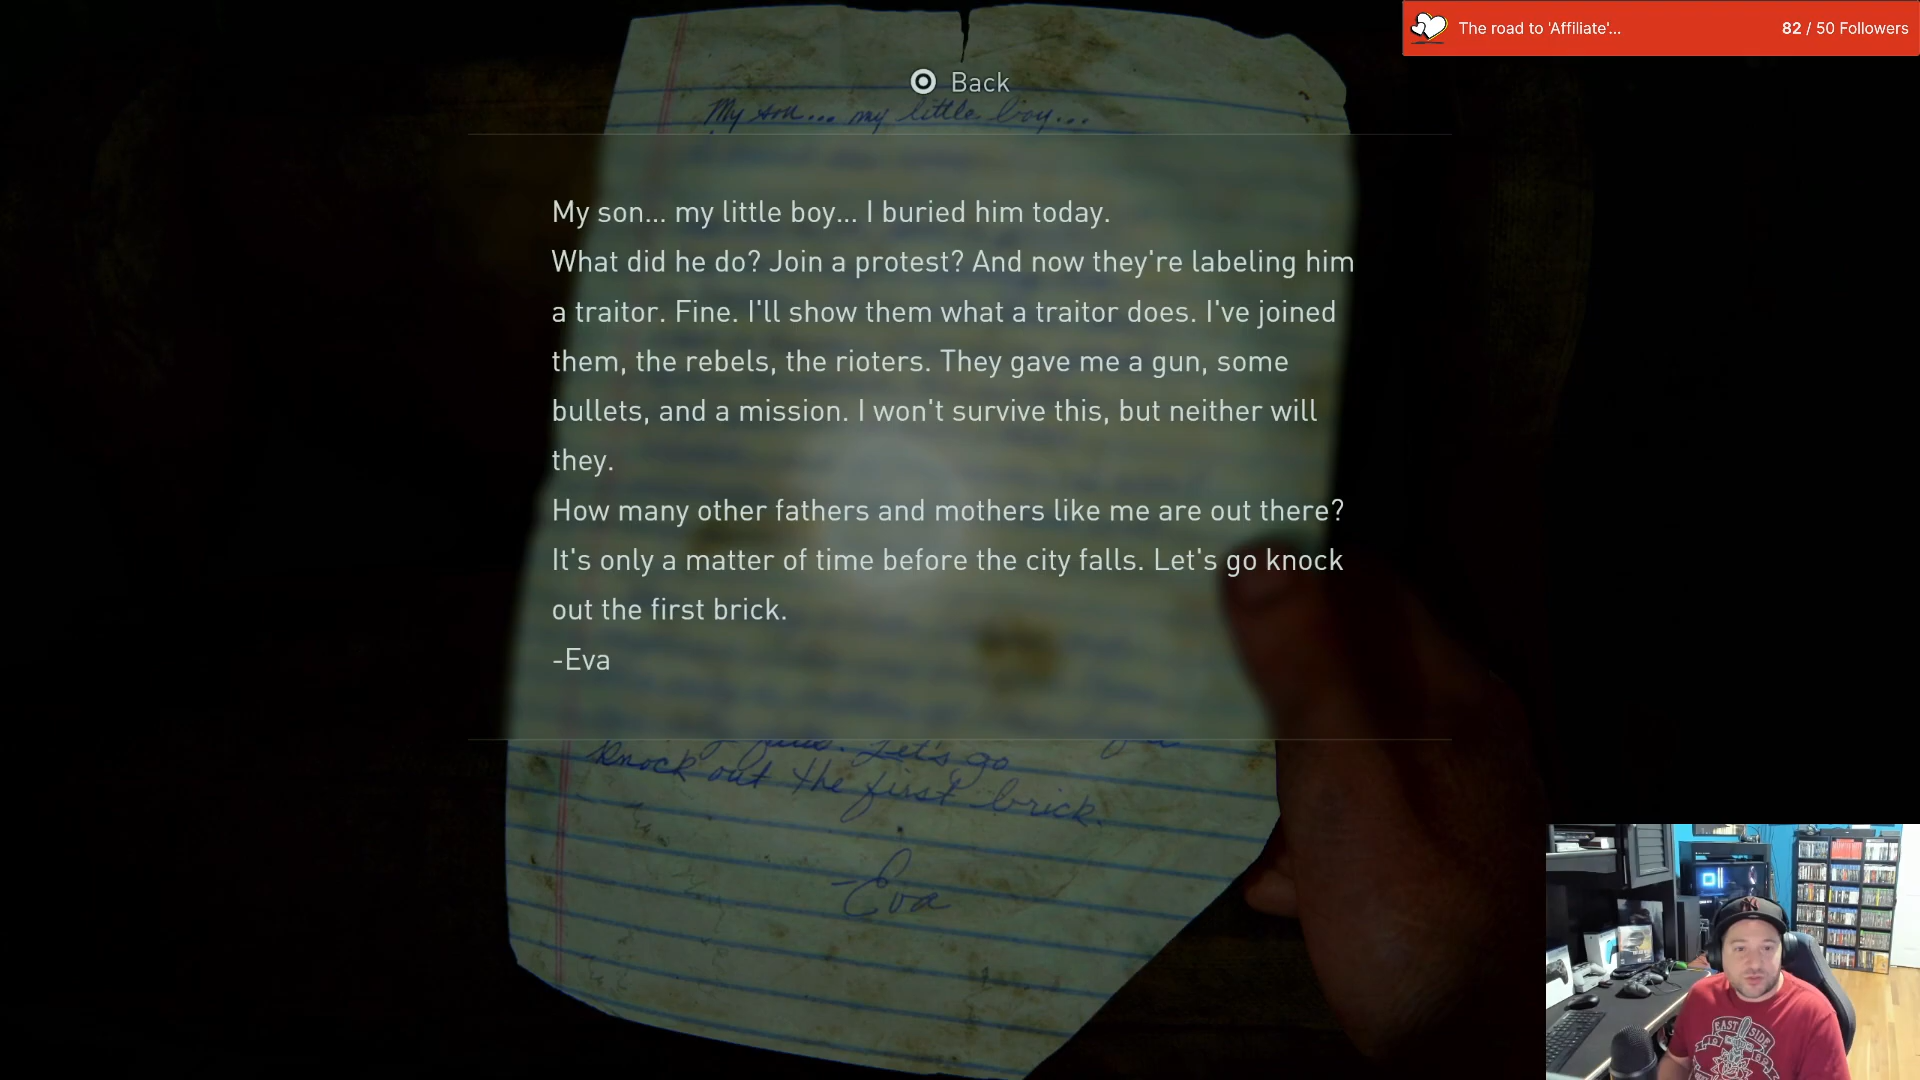 The road to 'Affiliate'... 82 / 50 Followers
Back
My son... my little boy...
My son... my little boy... I buried him today.
What did he do? Join a protest? And now they're labeling him
a traitor. Fine. I'll show them what a traitor does. I've joined
them, the rebels, the rioters. They gave me a gun, some
bullets, and a mission. I won't survive this, but neither will
they.
How many other fathers and mothers like me are out there?
It's only a matter of time before the city falls. Let's go knock
out the first brick.
-Eva
falls. Let's go
knock out the first brick.
-Eva
EAST SIDE